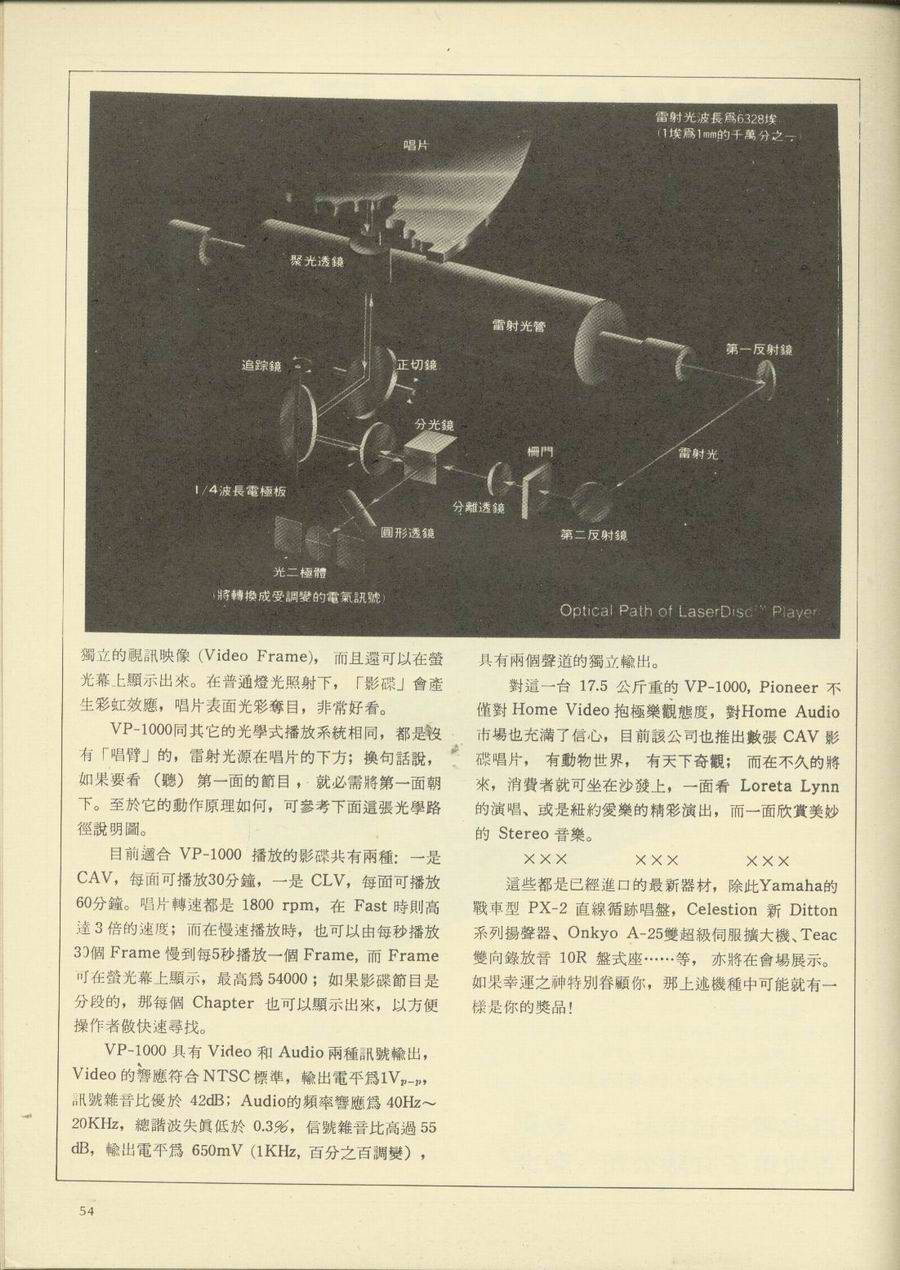 雷射光波長爲6328埃
(1埃爲1mm的千萬分之一)
唱片
聚光透鏡
雷射光管
第一反射鏡
追踪鏡
正切鏡
分光鏡
柵門
雷射光
1/4波長電極板
分離透鏡
圓形透鏡
第二反射鏡
光二極體
(將轉換成受調變的電氣訊號)
Optical Path of LaserDisc™ Player
獨立的視訊映像 (Video Frame), 而且還可以在螢
光幕上顯示出來。在普通燈光照射下，「影碟」會產
生彩虹效應，唱片表面光彩奪目，非常好看。
VP-1000同其它的光學式播放系統相同，都是沒
有「唱臂」的，雷射光源在唱片的下方；換句話說，
如果要看（聽）第一面的節目，就必需將第一面朝
下。至於它的動作原理如何，可參考下面這張光學路
徑說明圖。
目前適合 VP-1000 播放的影碟共有兩種：一是
CAV，每面可播放30分鐘，一是 CLV，每面可播放
60分鐘。唱片轉速都是 1800 rpm，在 Fast 時則高
達 3 倍的速度；而在慢速播放時，也可以由每秒播放
30個 Frame 慢到每5秒播放一個 Frame, 而 Frame
可在螢光幕上顯示，最高爲 54000；如果影碟節目是
分段的，那每個 Chapter 也可以顯示出來，以方便
操作者做快速尋找。
VP-1000 具有 Video 和 Audio 兩種訊號輸出，
Video 的響應符合 NTSC 標準，輸出電平爲1Vp-p，
訊號雜音比優於 42dB；Audio的頻率響應爲 40Hz～
20KHz，總諧波失眞低於 0.3%，信號雜音比高過 55
dB，輸出電平爲 650mV (1KHz, 百分之百調變)，
具有兩個聲道的獨立輸出。
對這一台 17.5 公斤重的 VP-1000, Pioneer 不
僅對 Home Video 抱極樂觀態度，對Home Audio
市場也充滿了信心，目前該公司也推出數張 CAV 影
碟唱片，有動物世界，有天下奇觀；而在不久的將
來，消費者就可坐在沙發上，一面看 Loreta Lynn
的演唱、或是紐約愛樂的精彩演出，而一面欣賞美妙
的 Stereo 音樂。
××× ××× ×××
這些都是已經進口的最新器材，除此Yamaha的
戰車型 PX-2 直線循跡唱盤，Celestion 新 Ditton
系列揚聲器、Onkyo A-25雙超級伺服擴大機、Teac
雙向錄放音 10R 盤式座……等，亦將在會場展示。
如果幸運之神特別眷顧你，那上述機種中可能就有一
樣是你的獎品！
54